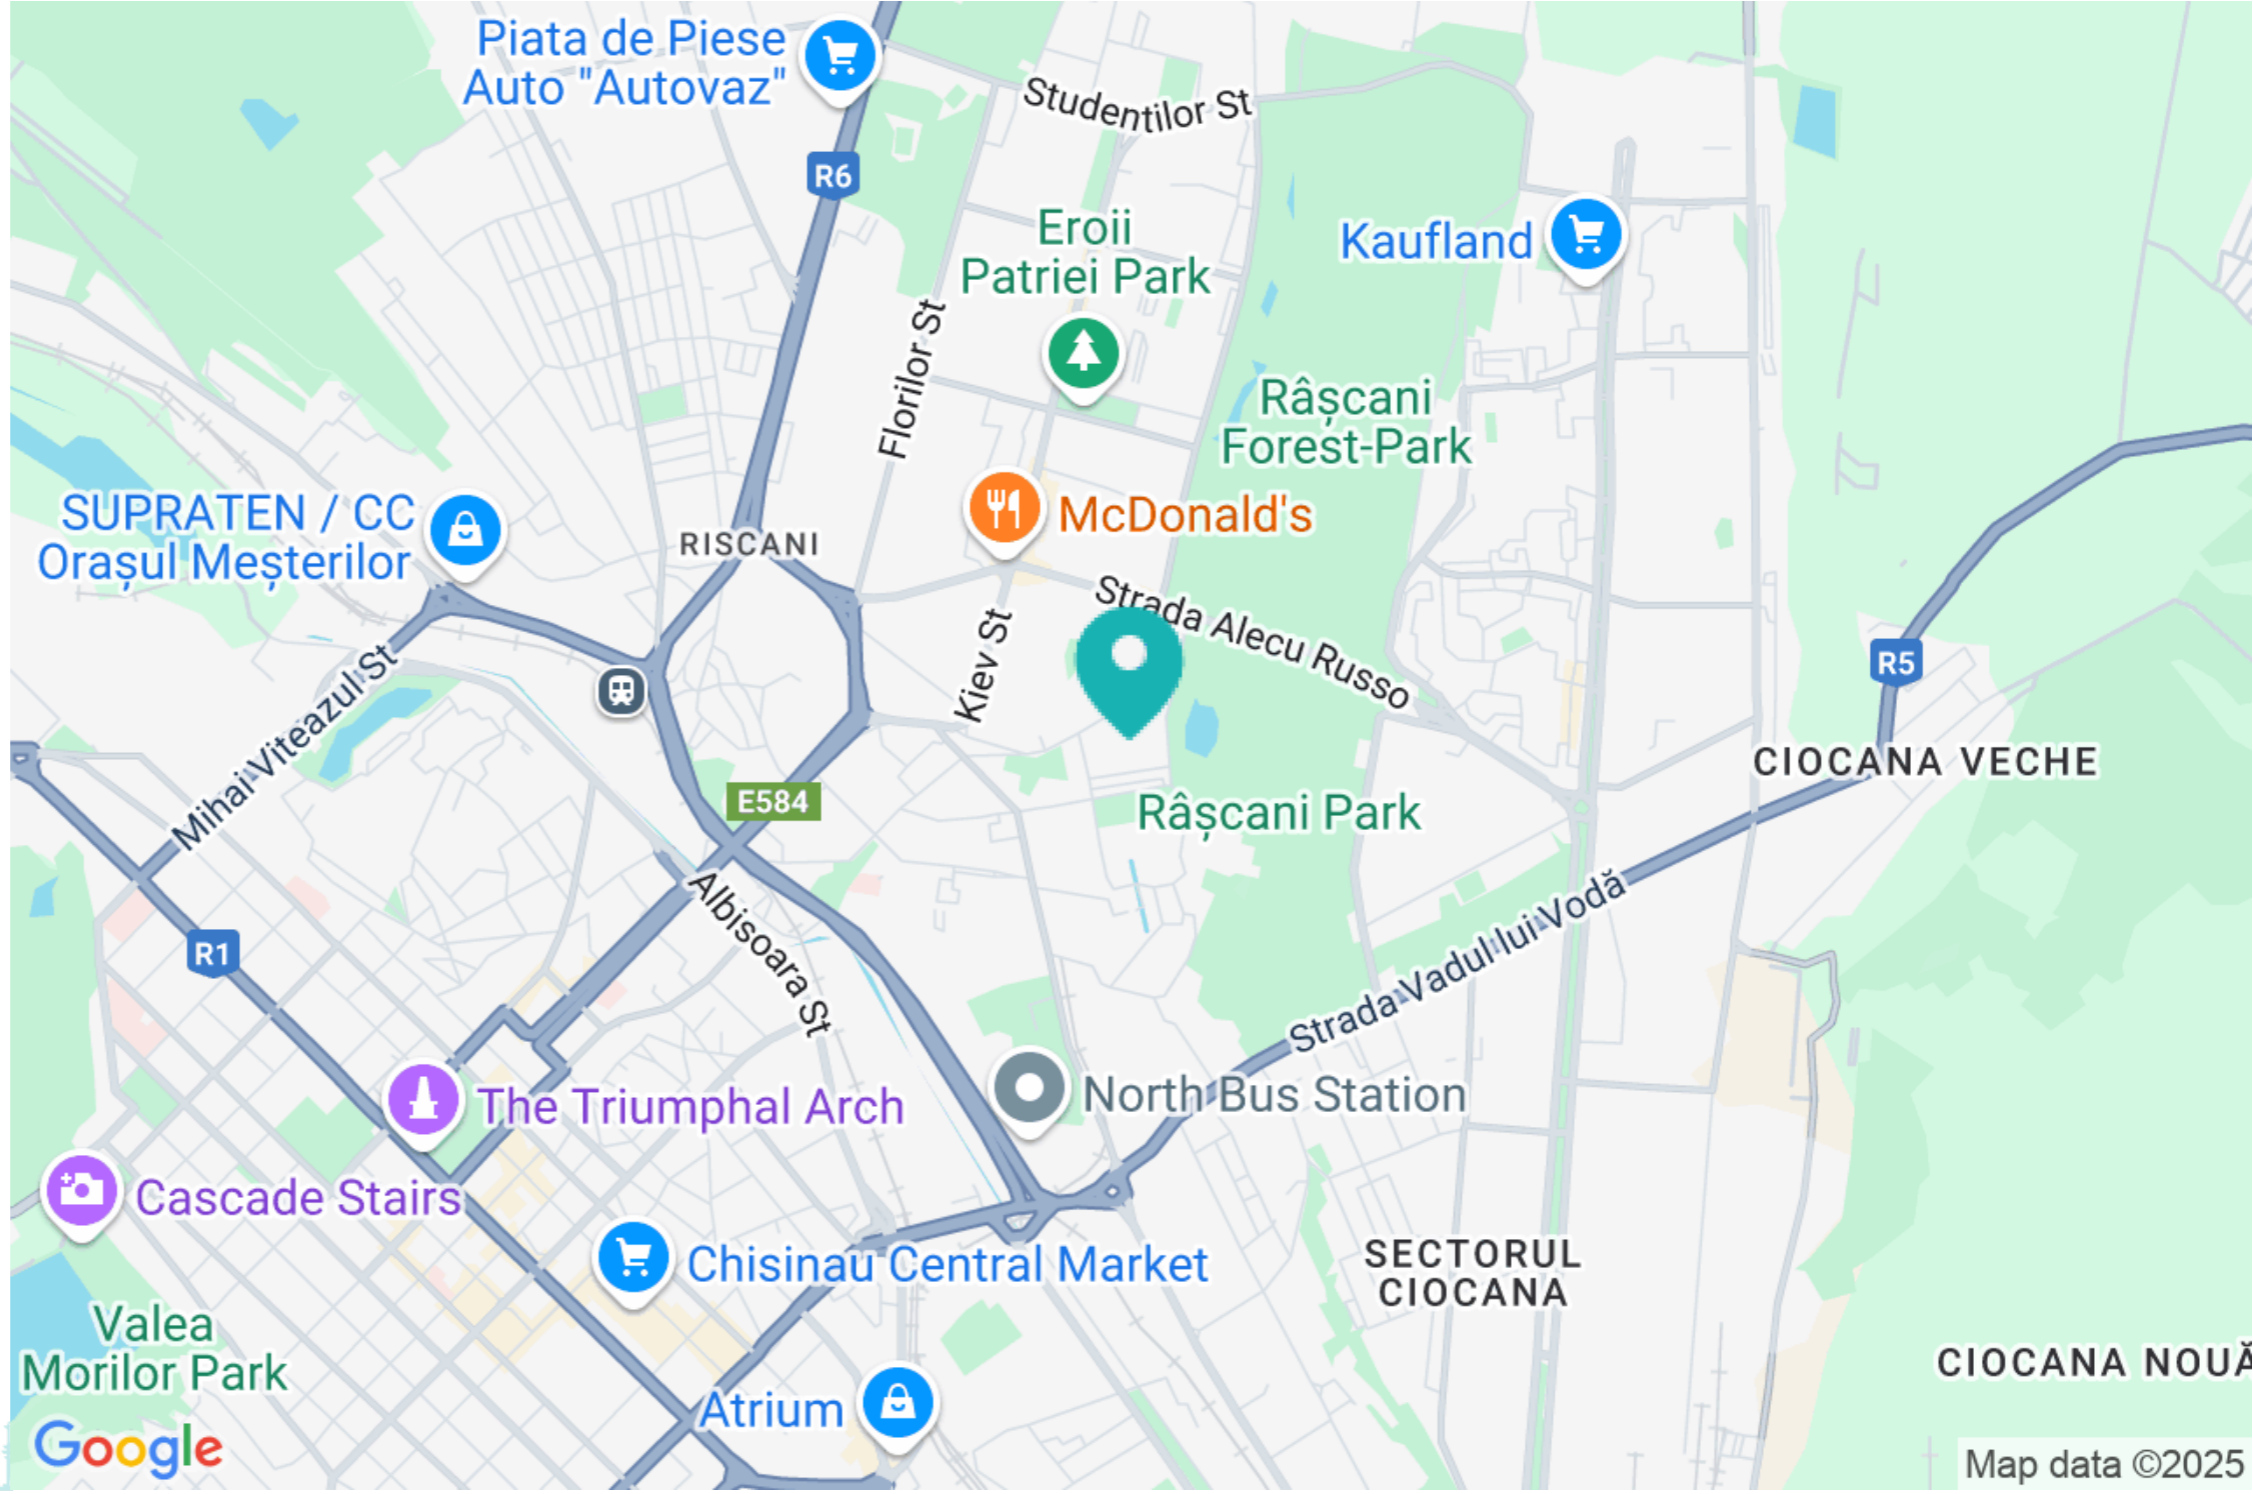 Piata de Piese
Auto "Autovaz"
Studentilor St
R6
Eroii
Patriei Park
Kaufland
Florilor St
Râșcani
Forest-Park
SUPRATEN / CC
Orașul Meșterilor
McDonald's
RISCANI
Strada Alecu Russo
Kiev St
R5
Mihai Viteazul St
CIOCANA VECHE
E584
Râșcani Park
Albisoara St
Strada Vadul lui Vodă
R1
The Triumphal Arch
North Bus Station
Cascade Stairs
Chisinau Central Market
SECTORUL
CIOCANA
Valea
Morilor Park
CIOCANA NOUĂ
Atrium
Google
Map data ©2025